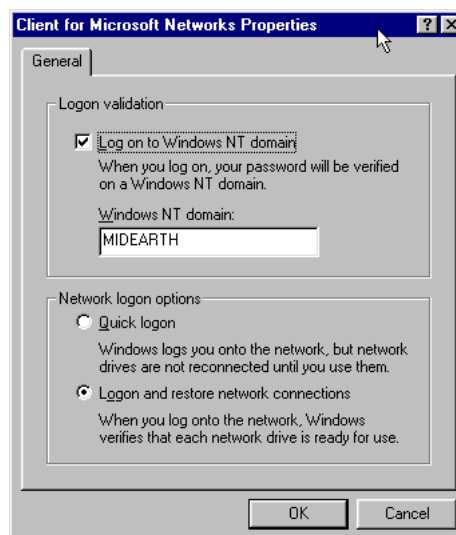 Client for Microsoft Networks Properties
General
Logon validation
Log on to Windows NT domain
When you log on, your password will be verified
on a Windows NT domain.
Windows NT domain:
MIDEARTH
Network logon options
Quick logon
Windows logs you onto the network, but network
drives are not reconnected until you use them.
Logon and restore network connections
When you log onto the network, Windows
verifies that each network drive is ready for use.
OK Cancel